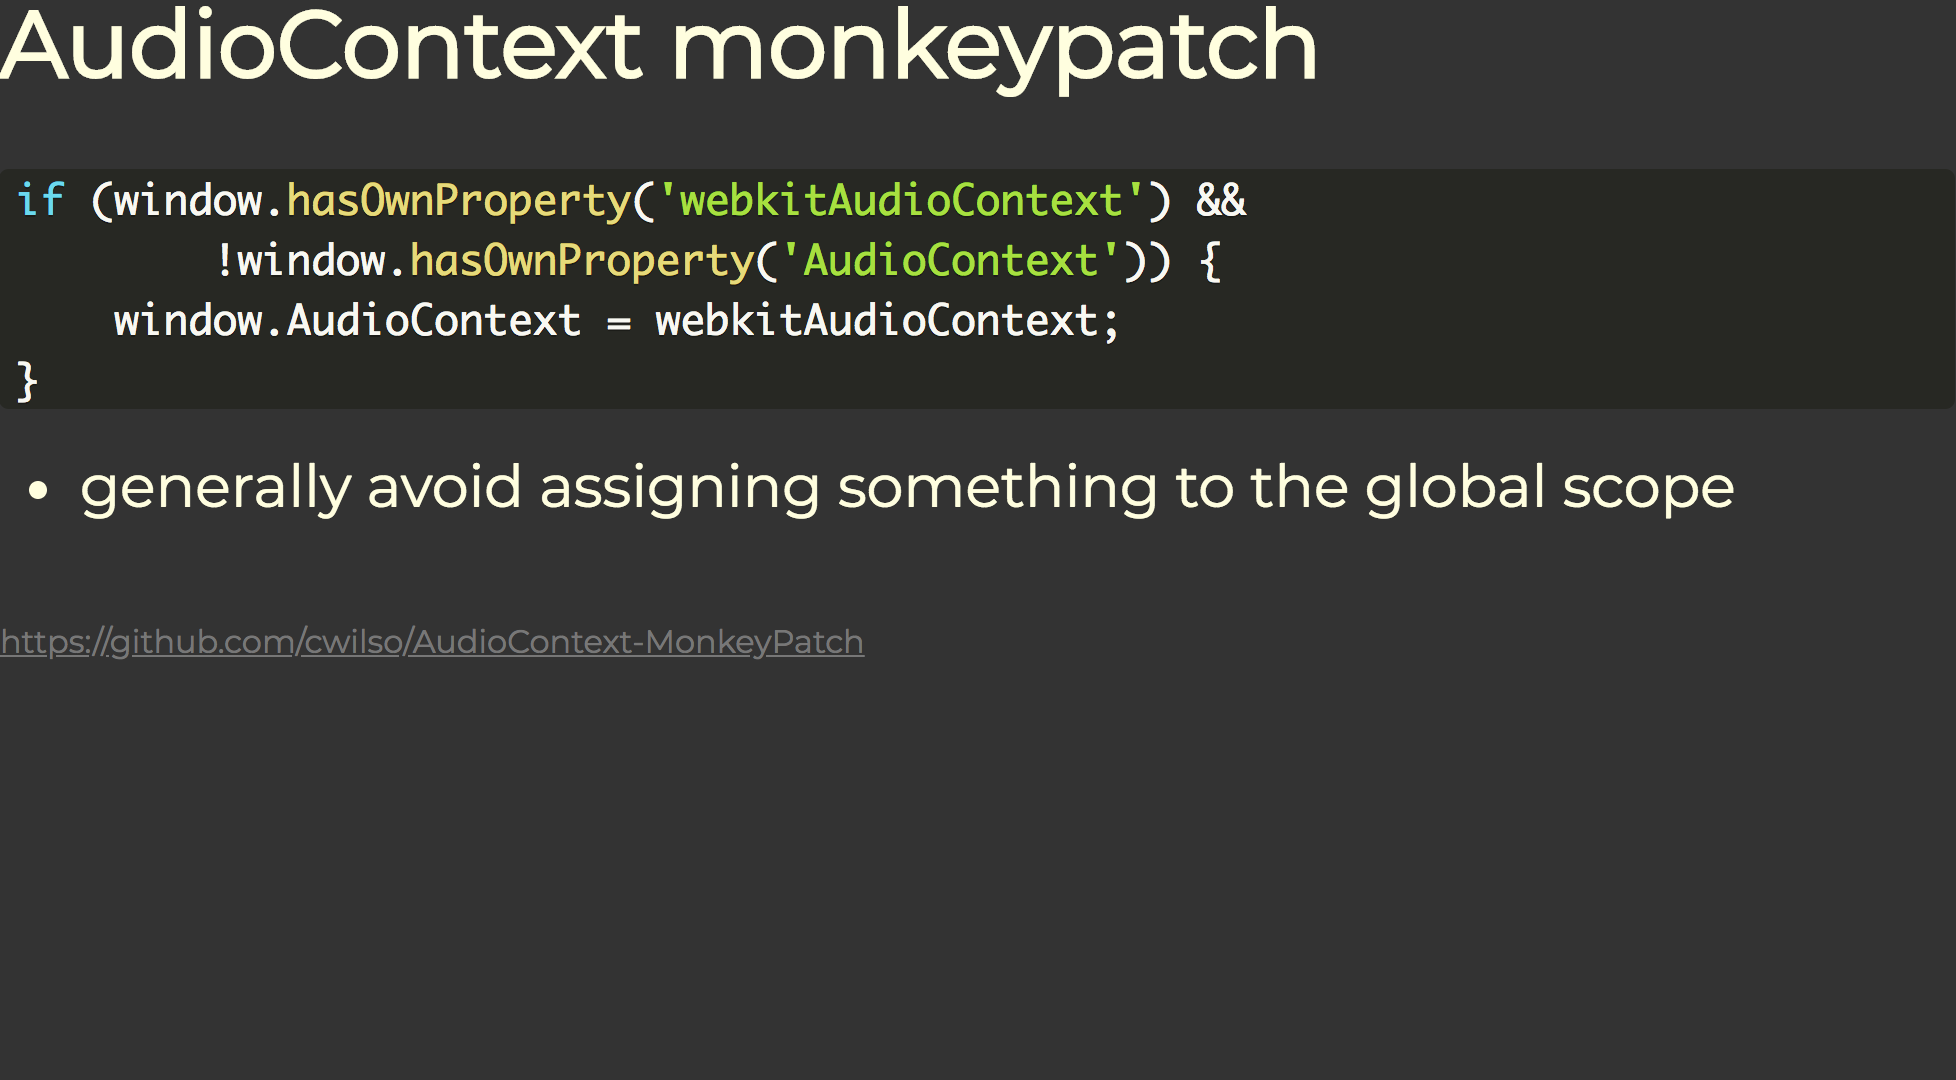 AudioContext monkeypatch
if (window.hasOwnProperty('webkitAudioContext') &&
        !window.hasOwnProperty('AudioContext')) {
    window.AudioContext = webkitAudioContext;
}
• generally avoid assigning something to the global scope
https://github.com/cwilso/AudioContext-MonkeyPatch